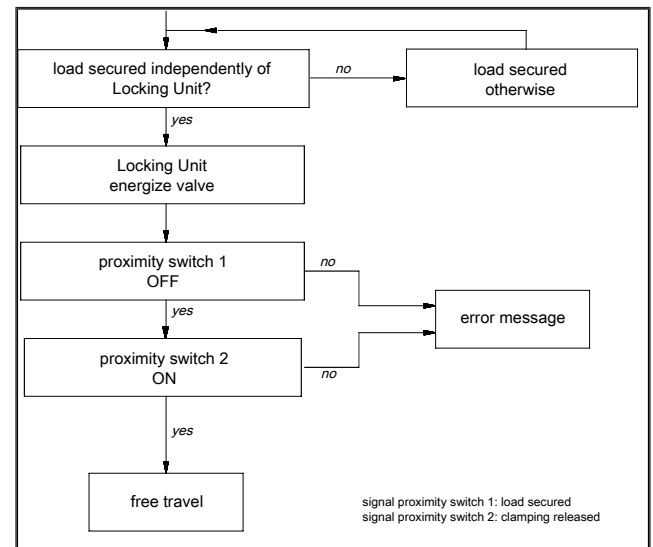 load secured independently of
Locking Unit?
no
load secured
otherwise
yes
Locking Unit
energize valve
proximity switch 1
OFF
no
yes
error message
proximity switch 2
ON
no
yes
free travel
signal proximity switch 1: load secured
signal proximity switch 2: clamping released